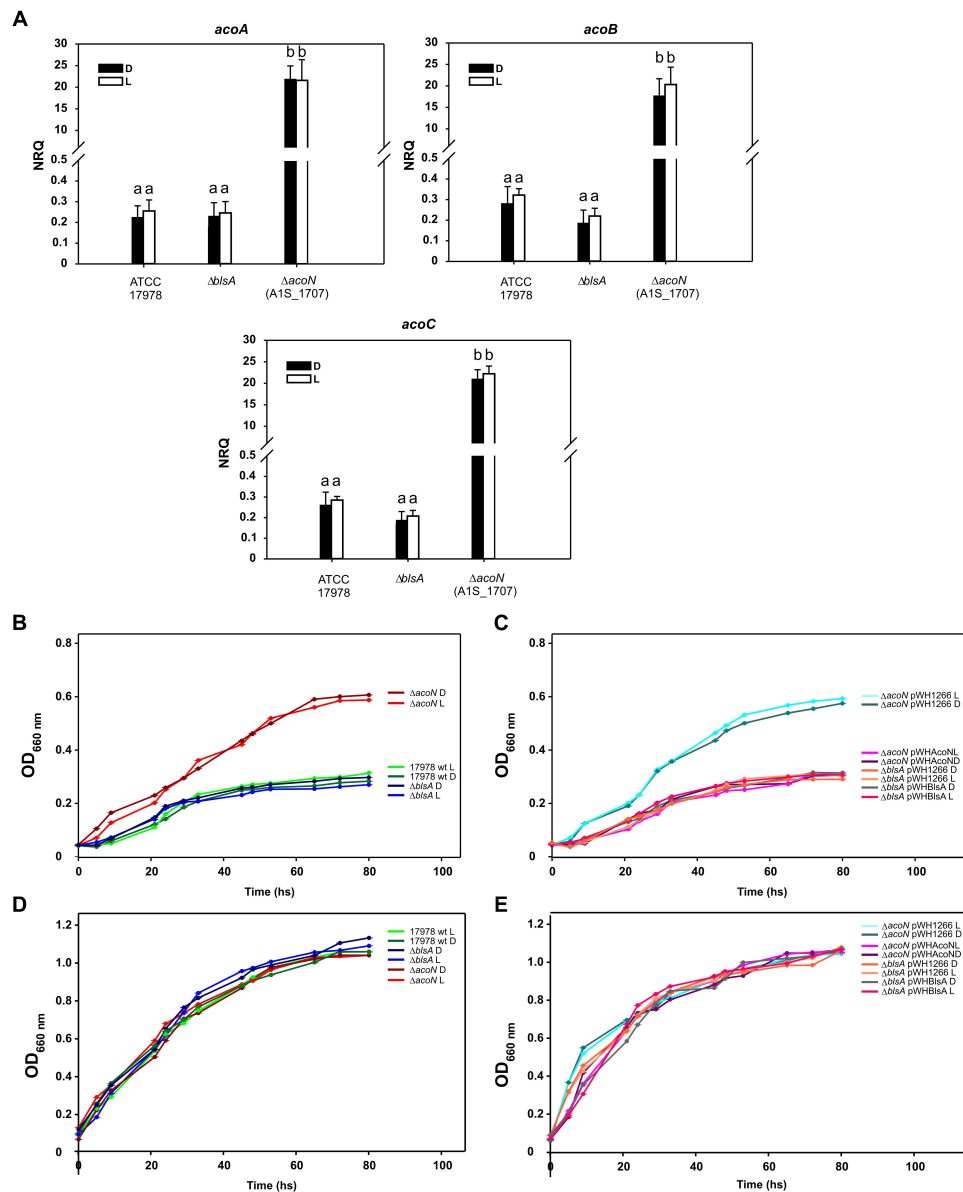 A
acoA
30
25
20
15
10
0.5
0.4
0.3
0.2
0.1
0
NRQ
D
L
a a
a a
b b
ATCC
17978
ΔblsA
ΔacoN
(A1S_1707)
acoB
30
25
20
15
10
0.5
0.4
0.3
0.2
0.1
0
NRQ
D
L
a a
a a
b b
ATCC
17978
ΔblsA
ΔacoN
(A1S_1707)
acoC
30
25
20
15
10
0.5
0.4
0.3
0.2
0.1
0
NRQ
D
L
a a
a a
b b
ATCC
17978
ΔblsA
ΔacoN
(A1S_1707)
B
0.8
0.6
0.4
0.2
0
OD660 nm
0 20 40 60 80 100
Time (hs)
ΔacoN D
ΔacoN L
17978 wt L
17978 wt D
ΔblsA D
ΔblsA L
C
0.8
0.6
0.4
0.2
0
OD660 nm
0 20 40 60 80 100
Time (hs)
ΔacoN pWH1266 L
ΔacoN pWH1266 D
ΔacoN pWHAcoNL
ΔacoN pWHAcoND
ΔblsA pWH1266 D
ΔblsA pWH1266 L
ΔblsA pWHBlsA D
ΔblsA pWHBlsA L
D
1.2
1.0
0.8
0.6
0.4
0.2
0
OD660 nm
0 20 40 60 80 100
Time (hs)
17978 wt L
17978 wt D
ΔblsA D
ΔblsA L
ΔacoN D
ΔacoN L
E
1.2
1.0
0.8
0.6
0.4
0.2
0
OD660 nm
0 20 40 60 80 100
Time (hs)
ΔacoN pWH1266 L
ΔacoN pWH1266 D
ΔacoN pWHAcoNL
ΔacoN pWHAcoND
ΔblsA pWH1266 D
ΔblsA pWH1266 L
ΔblsA pWHBlsA D
ΔblsA pWHBlsA L